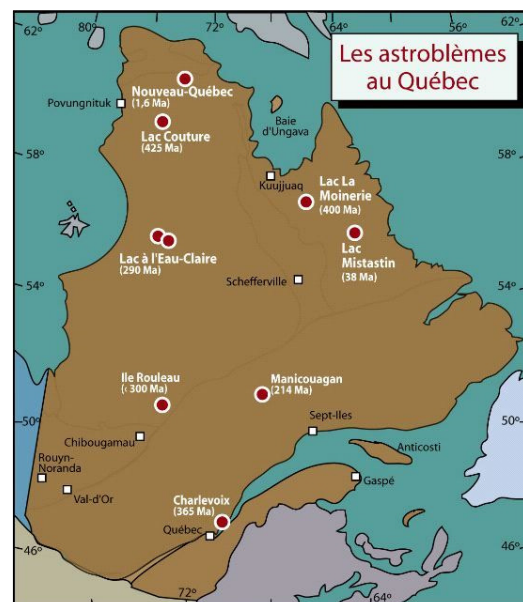 62°
80°
72°
64°
56°
62°
Les astroblèmes
au Québec
Nouveau-Québec
(1,6 Ma)
Povungnituk
Lac Couture
(425 Ma)
Baie
d'Ungava
58°
58°
Kuujjuaq
Lac La
Moinerie
(400 Ma)
Lac à l'Eau-Claire
(290 Ma)
Lac
Mistastin
(38 Ma)
Schefferville
54°
54°
Ile Rouleau
(‹ 300 Ma)
Manicouagan
(214 Ma)
50°
50°
Sept-Iles
Chibougamau
Anticosti
Rouyn-
Noranda
Val-d'Or
Gaspé
Charlevoix
(365 Ma)
Québec
46°
46°
72°
64°